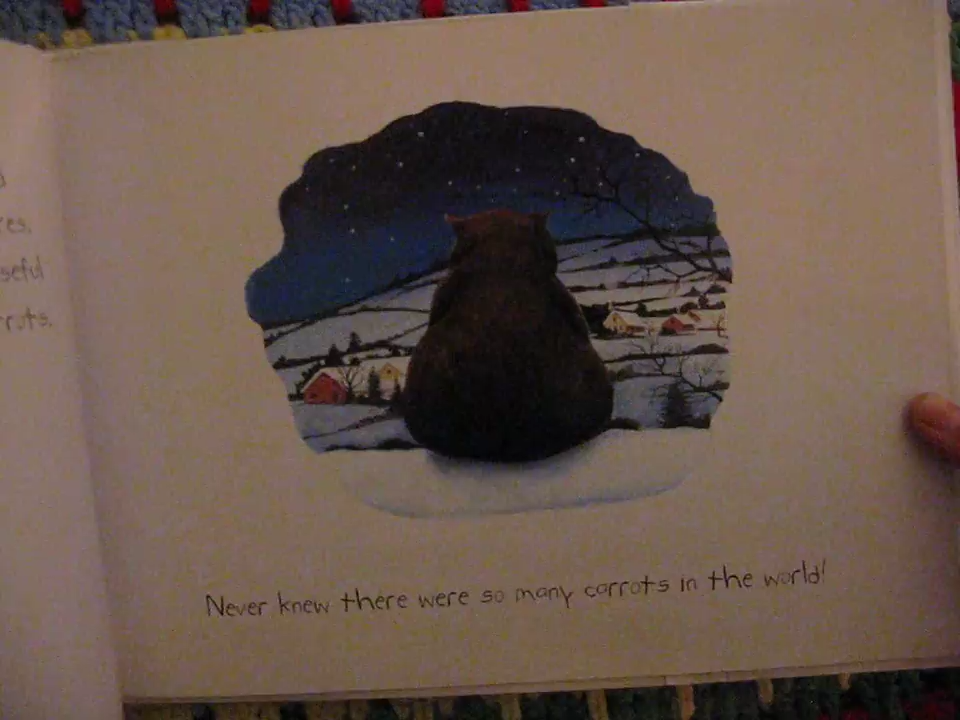 res.
seful
rrots.
Never knew there were so many carrots in the world!